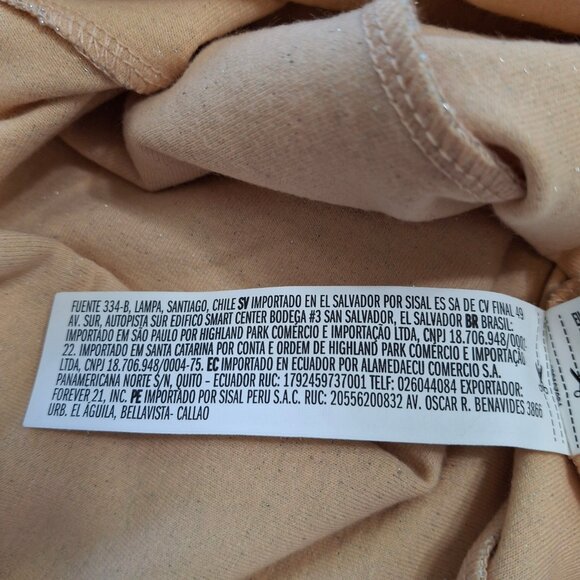 FUENTE 334-B, LAMPA, SANTIAGO, CHILE SV IMPORTADO EN EL SALVADOR POR SISAL ES SA DE CV FINAL 49
AV. SUR, AUTOPISTA SUR EDIFICO SMART CENTER BODEGA #3 SAN SALVADOR, EL SALVADOR BR BRASIL:
IMPORTADO EM SÃO PAULO POR HIGHLAND PARK COMÉRCIO E IMPORTAÇÃO LTDA, CNPJ 18.706.948/0002-
22. IMPORTADO EM SANTA CATARINA POR CONTA E ORDEM DE HIGHLAND PARK COMÉRCIO E IMPORTAÇÃO
LTDA, CNPJ 18.706.948/0004-75. EC IMPORTADO EN ECUADOR POR ALAMEDAECU COMERCIO S.A.
PANAMERICANA NORTE S/N, QUITO - ECUADOR RUC: 1792459737001 TELF: 026044084 EXPORTADOR:
FOREVER 21, INC. PE IMPORTADO POR SISAL PERU S.A.C. RUC: 20556200832 AV. OSCAR R. BENAVIDES 3866
URB. EL ÁGUILA, BELLAVISTA- CALLAO